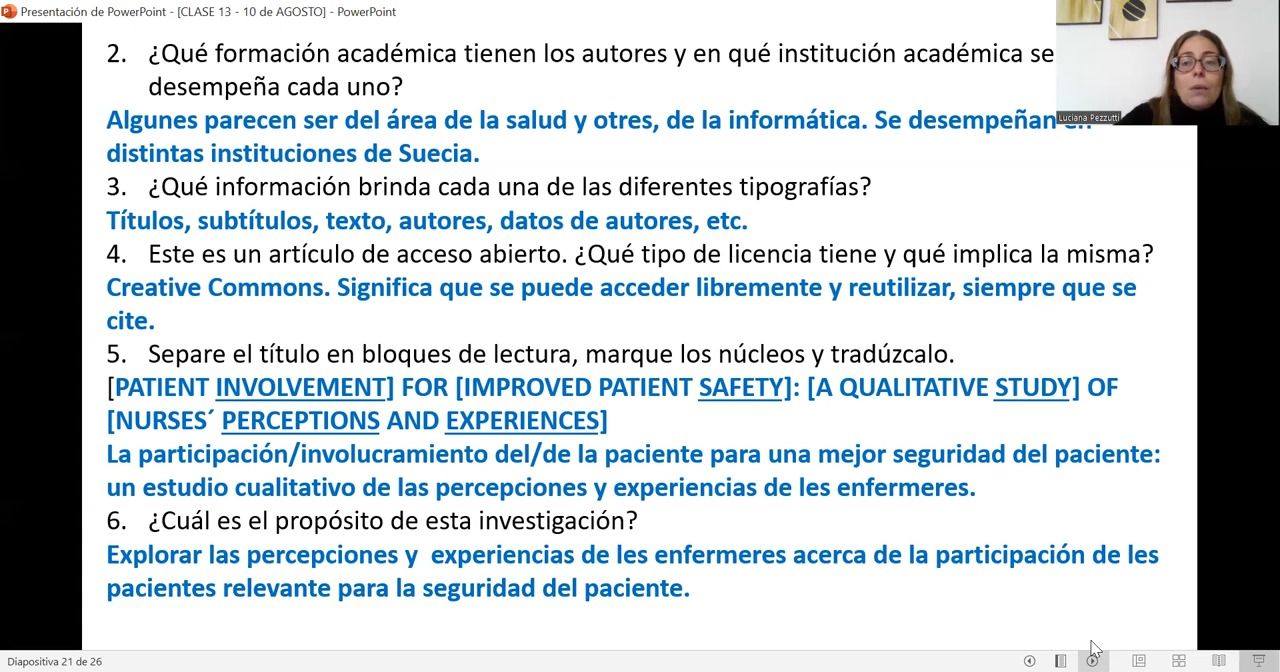 Presentación de PowerPoint - [CLASE 13 - 10 de AGOSTO] - PowerPoint
2. ¿Qué formación académica tienen los autores y en qué institución académica se
desempeña cada uno?
Algunes parecen ser del área de la salud y otres, de la informática. Se desempeñan en
distintas instituciones de Suecia.
Luciana Pezzutti
3. ¿Qué información brinda cada una de las diferentes tipografías?
Títulos, subtítulos, texto, autores, datos de autores, etc.
4. Este es un artículo de acceso abierto. ¿Qué tipo de licencia tiene y qué implica la misma?
Creative Commons. Significa que se puede acceder libremente y reutilizar, siempre que se
cite.
5. Separe el título en bloques de lectura, marque los núcleos y tradúzcalo.
[PATIENT INVOLVEMENT] FOR [IMPROVED PATIENT SAFETY]: [A QUALITATIVE STUDY] OF
[NURSES´ PERCEPTIONS AND EXPERIENCES]
La participación/involucramiento del/de la paciente para una mejor seguridad del paciente:
un estudio cualitativo de las percepciones y experiencias de les enfermeres.
6. ¿Cuál es el propósito de esta investigación?
Explorar las percepciones y experiencias de les enfermeres acerca de la participación de les
pacientes relevante para la seguridad del paciente.
Diapositiva 21 de 26